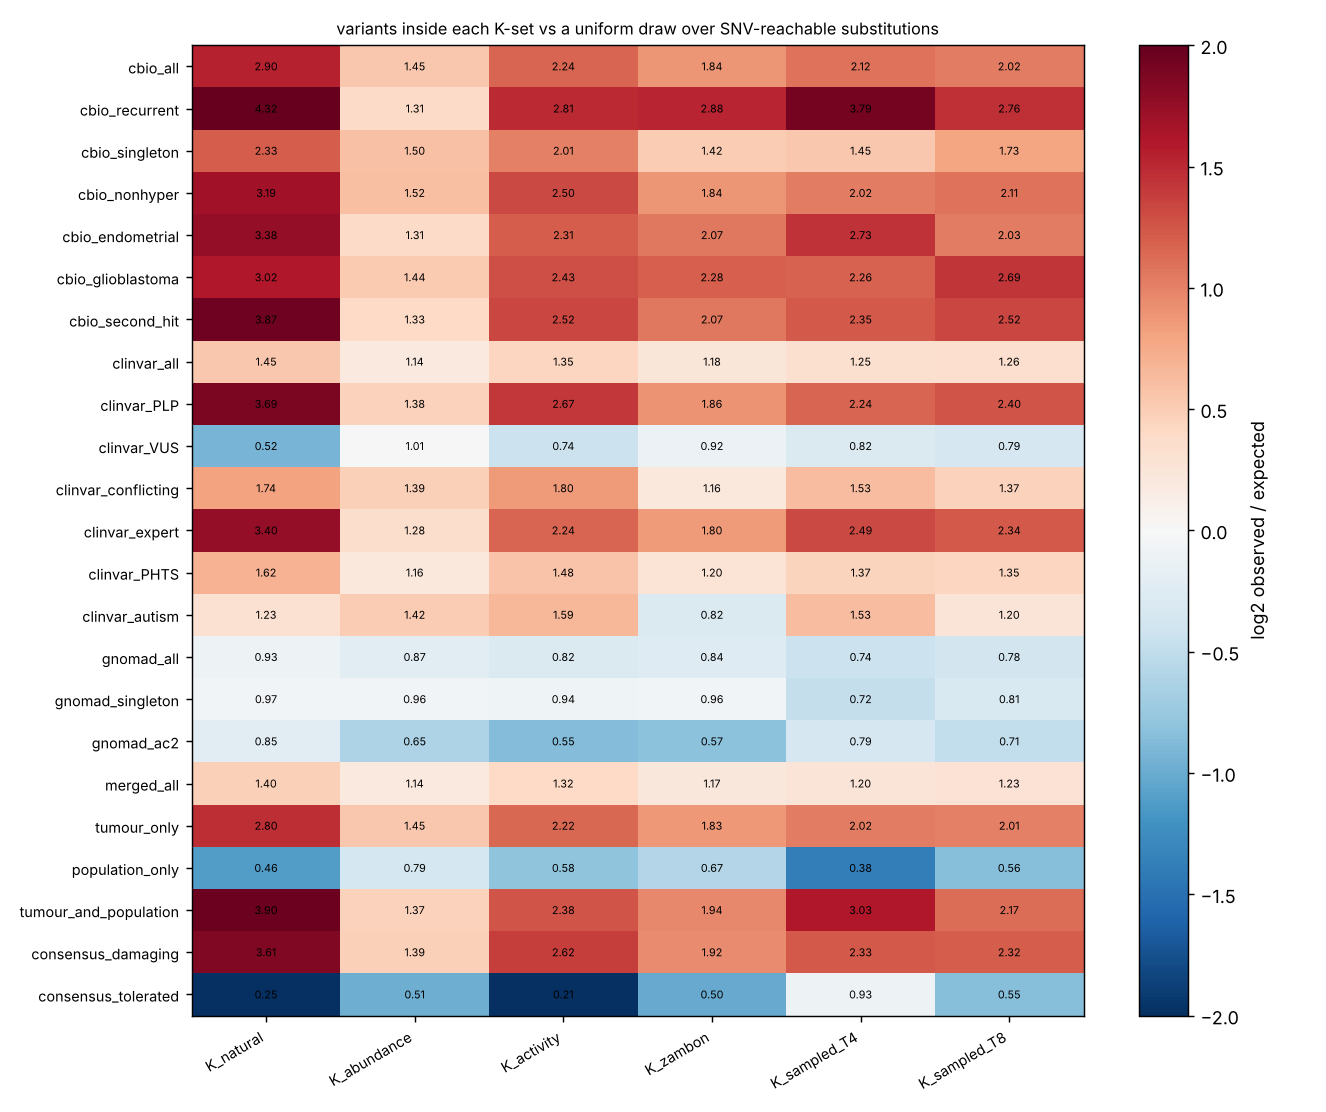 variants inside each K-set vs a uniform draw over SNV-reachable substitutions
cbio_all 2.90 1.45 2.24 1.84 2.12 2.02
cbio_recurrent 4.32 1.31 2.81 2.88 3.79 2.76
cbio_singleton 2.33 1.50 2.01 1.42 1.45 1.73
cbio_nonhyper 3.19 1.52 2.50 1.84 2.02 2.11
cbio_endometrial 3.38 1.31 2.31 2.07 2.73 2.03
cbio_glioblastoma 3.02 1.44 2.43 2.28 2.26 2.69
cbio_second_hit 3.87 1.33 2.52 2.07 2.35 2.52
clinvar_all 1.45 1.14 1.35 1.18 1.25 1.26
clinvar_PLP 3.69 1.38 2.67 1.86 2.24 2.40
clinvar_VUS 0.52 1.01 0.74 0.92 0.82 0.79
clinvar_conflicting 1.74 1.39 1.80 1.16 1.53 1.37
clinvar_expert 3.40 1.28 2.24 1.80 2.49 2.34
clinvar_PHTS 1.62 1.16 1.48 1.20 1.37 1.35
clinvar_autism 1.23 1.42 1.59 0.82 1.53 1.20
gnomad_all 0.93 0.87 0.82 0.84 0.74 0.78
gnomad_singleton 0.97 0.96 0.94 0.96 0.72 0.81
gnomad_ac2 0.85 0.65 0.55 0.57 0.79 0.71
merged_all 1.40 1.14 1.32 1.17 1.20 1.23
tumour_only 2.80 1.45 2.22 1.83 2.02 2.01
population_only 0.46 0.79 0.58 0.67 0.38 0.56
tumour_and_population 3.90 1.37 2.38 1.94 3.03 2.17
consensus_damaging 3.61 1.39 2.62 1.92 2.33 2.32
consensus_tolerated 0.25 0.51 0.21 0.50 0.93 0.55
K_natural K_abundance K_activity K_zambon K_sampled_T4 K_sampled_T8
2.0
1.5
1.0
0.5
0.0
−0.5
−1.0
−1.5
−2.0
log2 observed / expected